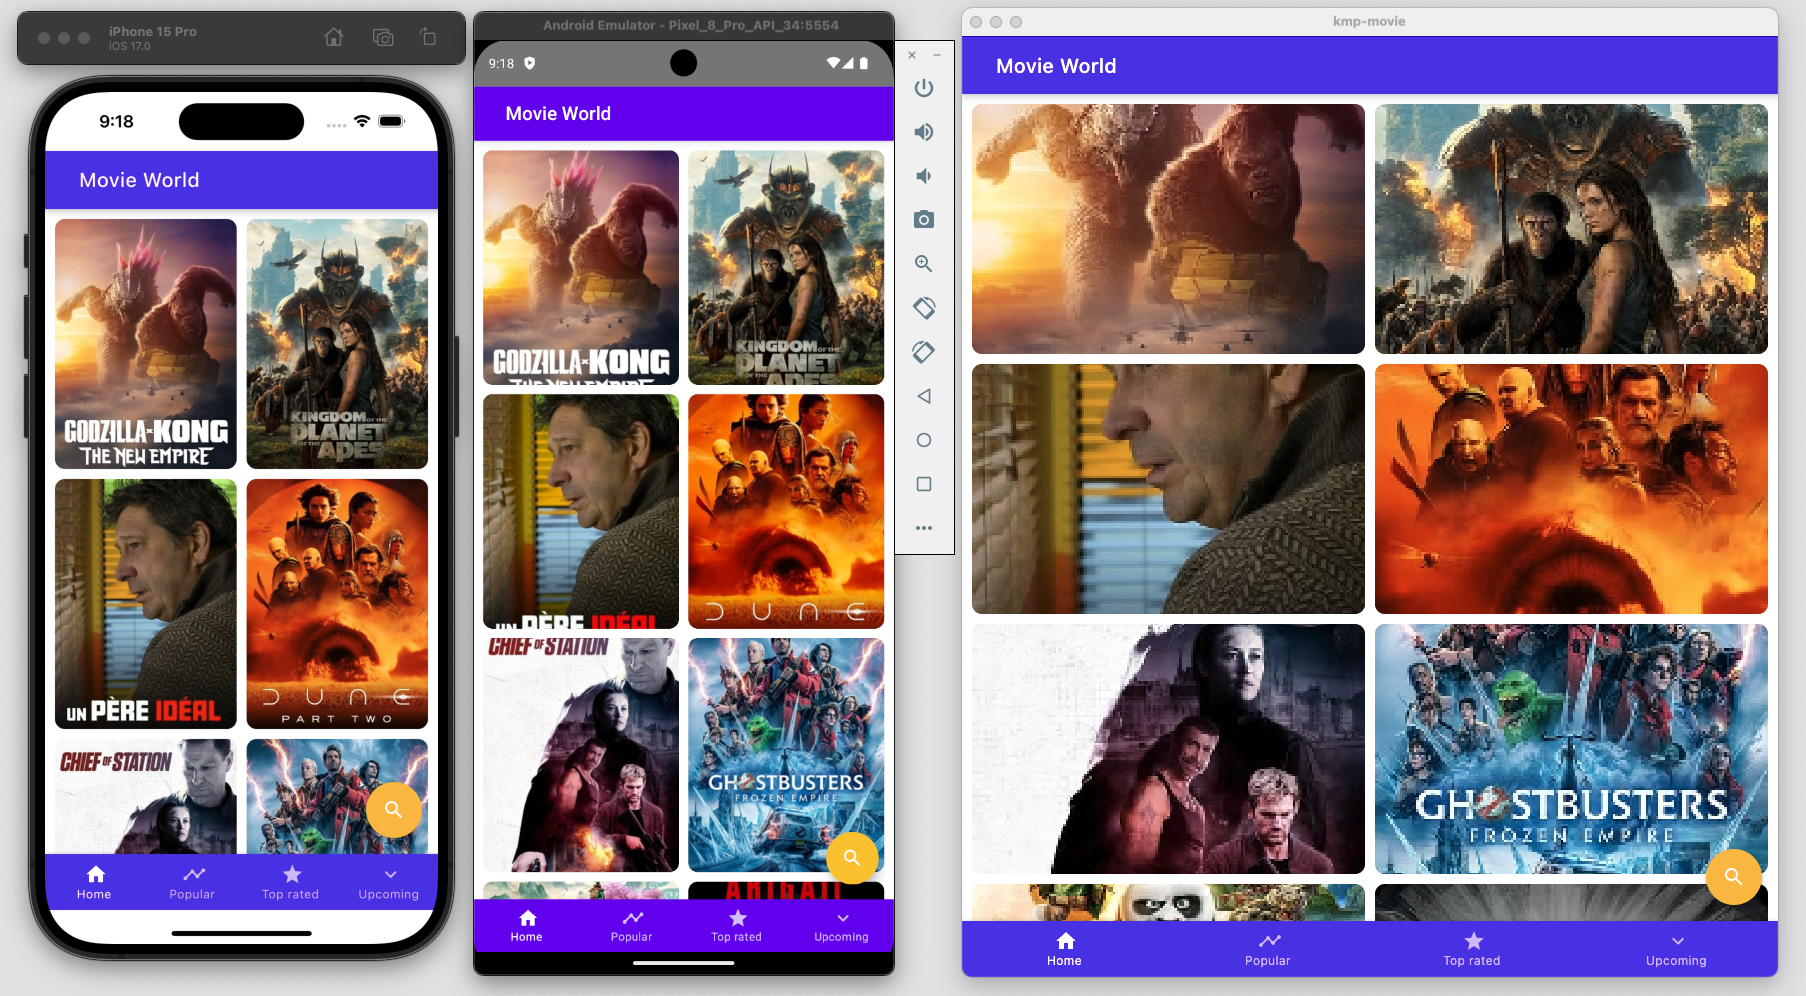 iPhone 15 Pro
iOS 17.0
9:18
Movie World
GODZILLA x KONG
THE NEW EMPIRE
KINGDOM OF THE
PLANET
OF THE APES
UN PÈRE IDÉAL
DUNE
PART TWO
CHIEF OF STATION
Home
Popular
Top rated
Upcoming
Android Emulator - Pixel_8_Pro_API_34:5554
9:18
Movie World
GODZILLA x KONG
THE NEW EMPIRE
KINGDOM OF THE
PLANET
OF THE APES
UN PÈRE IDÉAL
DUNE
CHIEF OF STATION
GHOSTBUSTERS
FROZEN EMPIRE
ABIGAIL
Home
Popular
Top rated
Upcoming
kmp-movie
Movie World
GHOSTBUSTERS
FROZEN EMPIRE
Home
Popular
Top rated
Upcoming